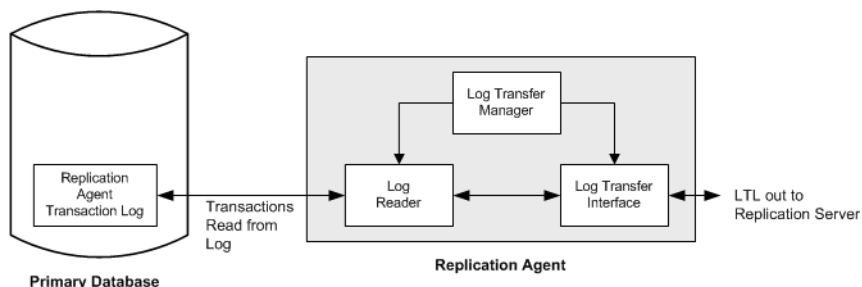 Log Transfer
Manager
Replication
Agent
Transaction Log
Log
Reader
Log Transfer
Interface
Transactions
Read from
Log
LTL out to
Replication Server
Replication Agent
Primary Database